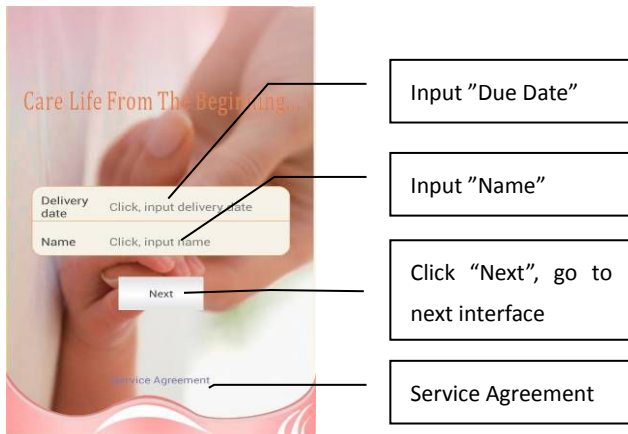 Care Life From The Beginning...
Delivery
date
Click, input delivery date
Name
Click, input name
Next
Service Agreement
Input ”Due Date”
Input ”Name”
Click “Next”, go to
next interface
Service Agreement